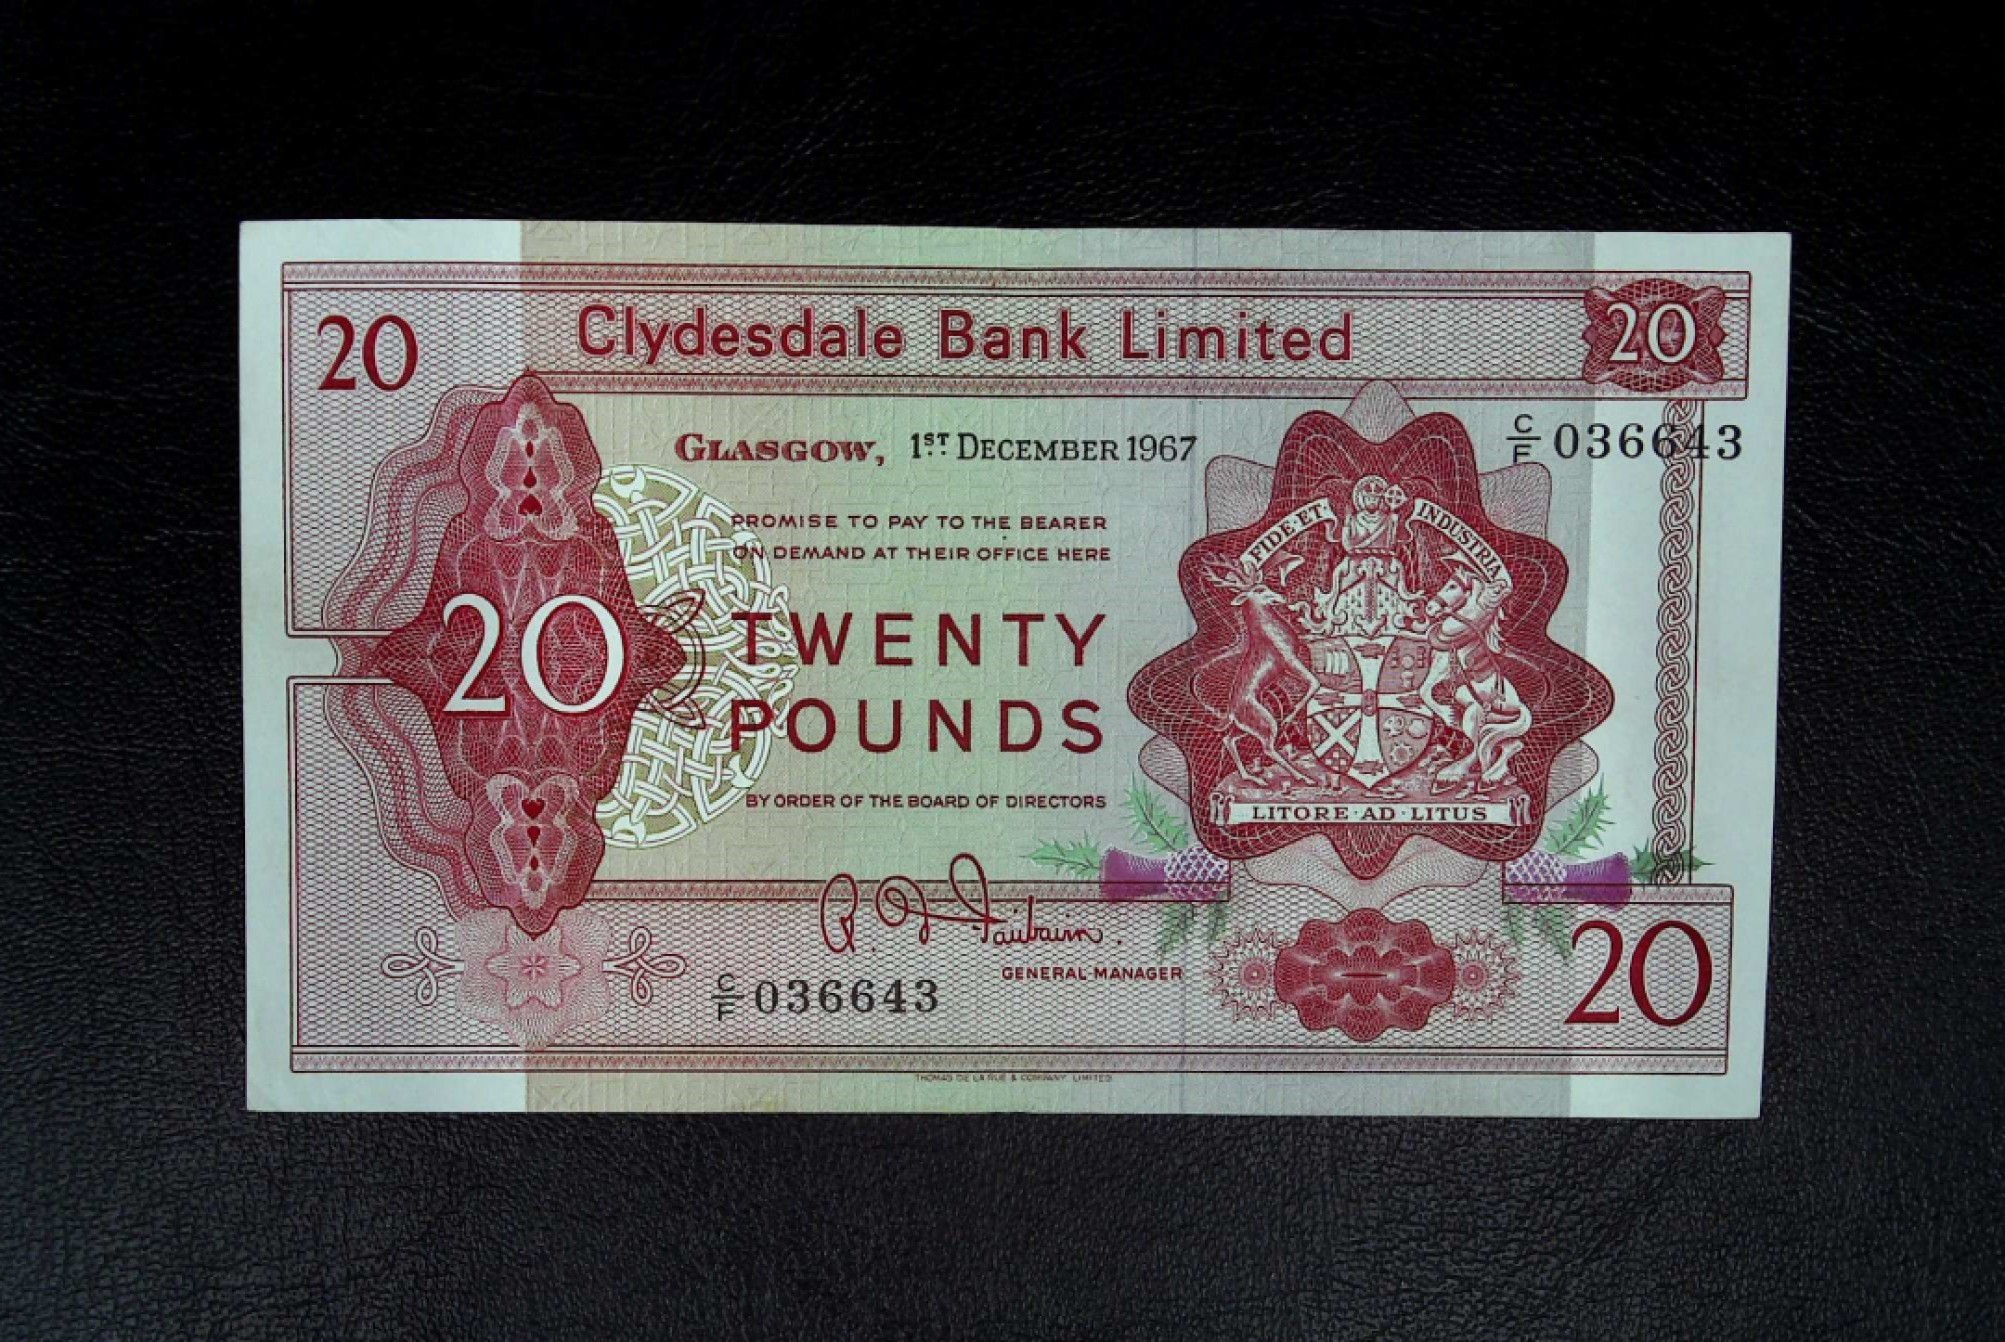 20 Clydesdale Bank Limited 20
GLASGOW, 1ST DECEMBER 1967
C/F 036643
PROMISE TO PAY TO THE BEARER
ON DEMAND AT THEIR OFFICE HERE
FIDE·ET INDUSTRIA
20
TWENTY
POUNDS
BY ORDER OF THE BOARD OF DIRECTORS
LITORE·AD·LITUS
R. D. Fairbairn.
GENERAL MANAGER
C/F 036643
20
THOMAS DE LA RUE & COMPANY, LIMITED